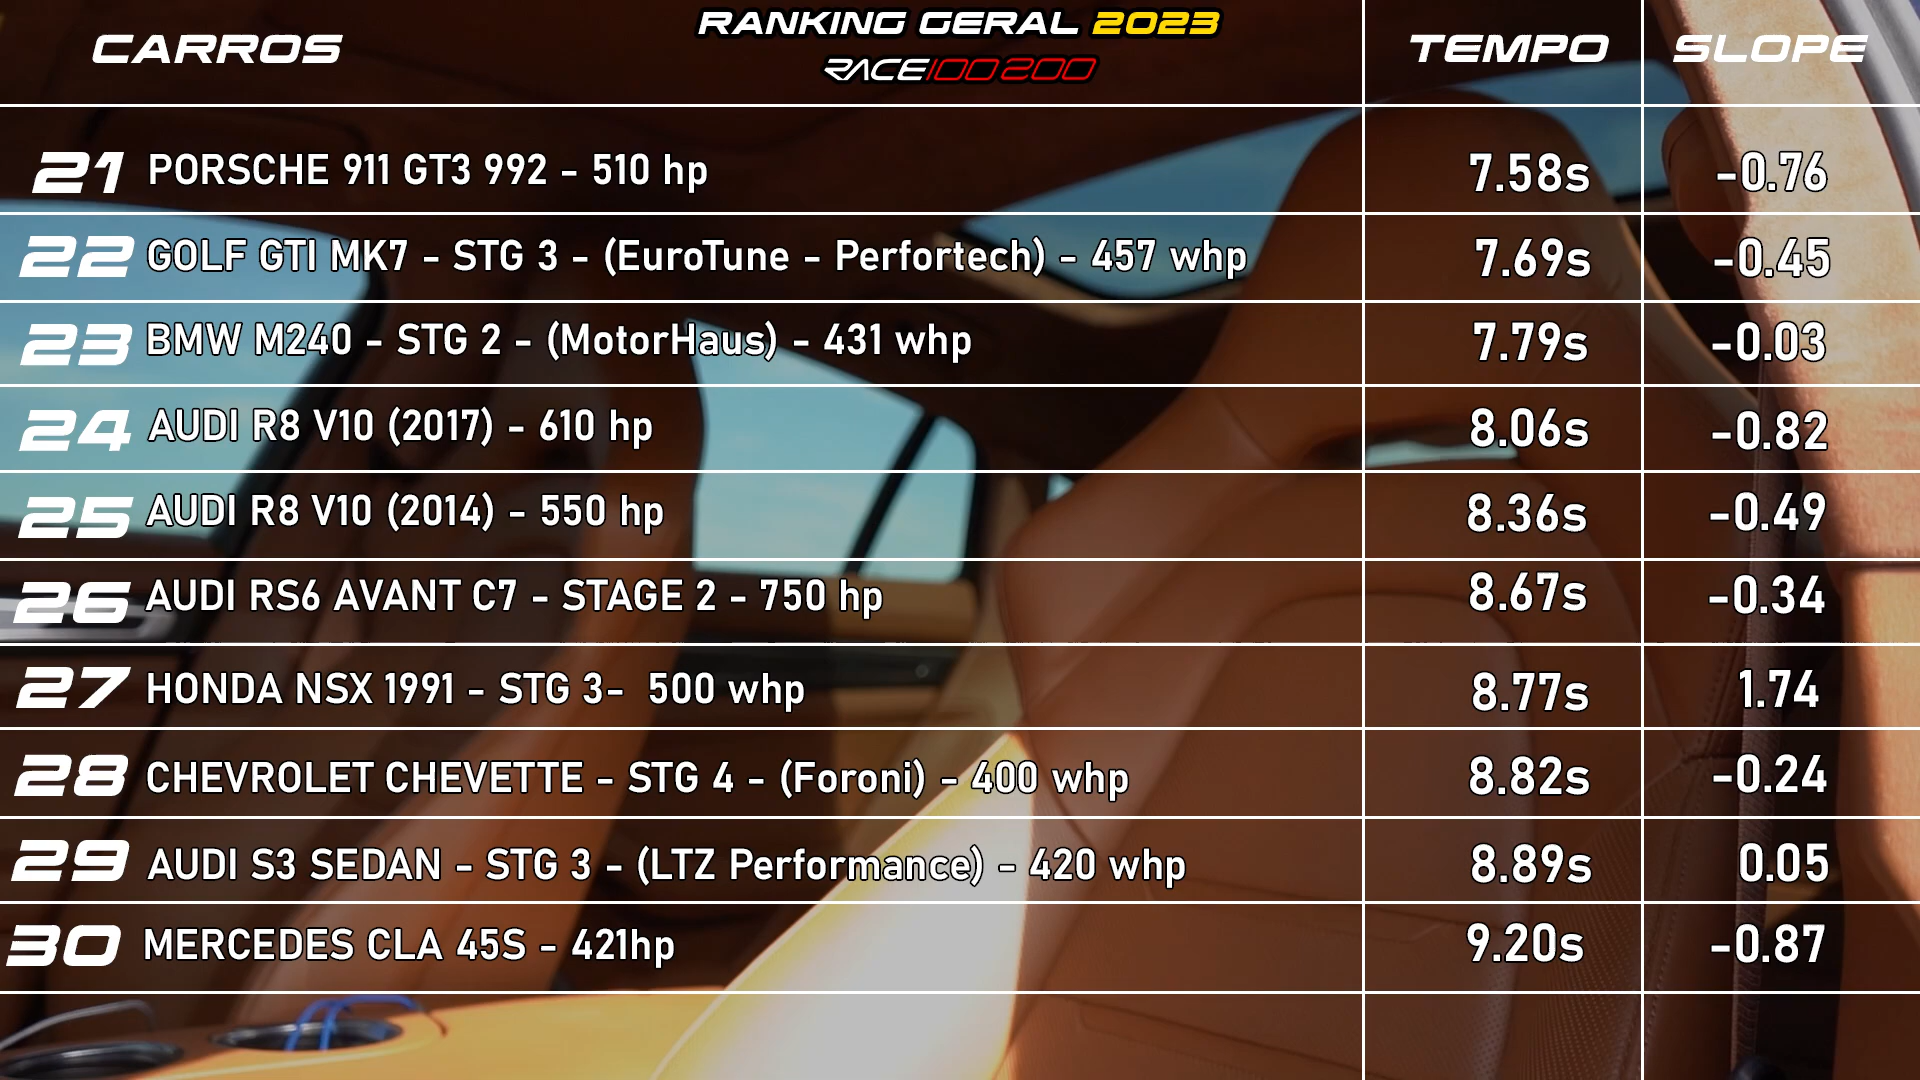 CARROS
RANKING GERAL 2023
RACE100200
TEMPO
SLOPE
21 PORSCHE 911 GT3 992 - 510 hp 7.58s -0.76
22 GOLF GTI MK7 - STG 3 - (EuroTune - Perfortech) - 457 whp 7.69s -0.45
23 BMW M240 - STG 2 - (MotorHaus) - 431 whp 7.79s -0.03
24 AUDI R8 V10 (2017) - 610 hp 8.06s -0.82
25 AUDI R8 V10 (2014) - 550 hp 8.36s -0.49
26 AUDI RS6 AVANT C7 - STAGE 2 - 750 hp 8.67s -0.34
27 HONDA NSX 1991 - STG 3-  500 whp 8.77s 1.74
28 CHEVROLET CHEVETTE - STG 4 - (Foroni) - 400 whp 8.82s -0.24
29 AUDI S3 SEDAN - STG 3 - (LTZ Performance) - 420 whp 8.89s 0.05
30 MERCEDES CLA 45S - 421hp 9.20s -0.87